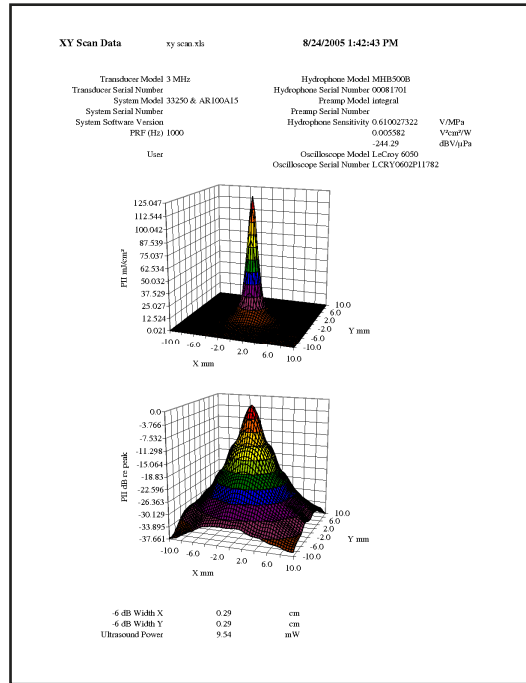 XY Scan Data xy scan.xls 8/24/2005 1:42:43 PM
Transducer Model 3 MHz
Transducer Serial Number
System Model 33250 & AR100A15
System Serial Number
System Software Version
PRF (Hz) 1000
User
Hydrophone Model MHB500B
Hydrophone Serial Number 00081701
Preamp Model integral
Preamp Serial Number
Hydrophone Sensitivity 0.610027322 V/MPa
0.005582 V²cm²/W
-244.29 dBV/µPa
Oscilloscope Model LeCroy 6050
Oscilloscope Serial Number LCRY0602P11782
125.047
112.544
100.042
87.539
75.037
62.534
50.032
37.529
25.027
12.524
0.021
PII mJ/cm²
-10.0 -6.0 -2.0 2.0 6.0 10.0
X mm
10.0
6.0
2.0
-2.0
-6.0
-10.0
Y mm
0.0
-3.766
-7.532
-11.298
-15.064
-18.83
-22.596
-26.363
-30.129
-33.895
-37.661
PII dB re peak
-10.0 -6.0 -2.0 2.0 6.0 10.0
X mm
10.0
6.0
2.0
-2.0
-6.0
-10.0
Y mm
-6 dB Width X 0.29 cm
-6 dB Width Y 0.29 cm
Ultrasound Power 9.54 mW